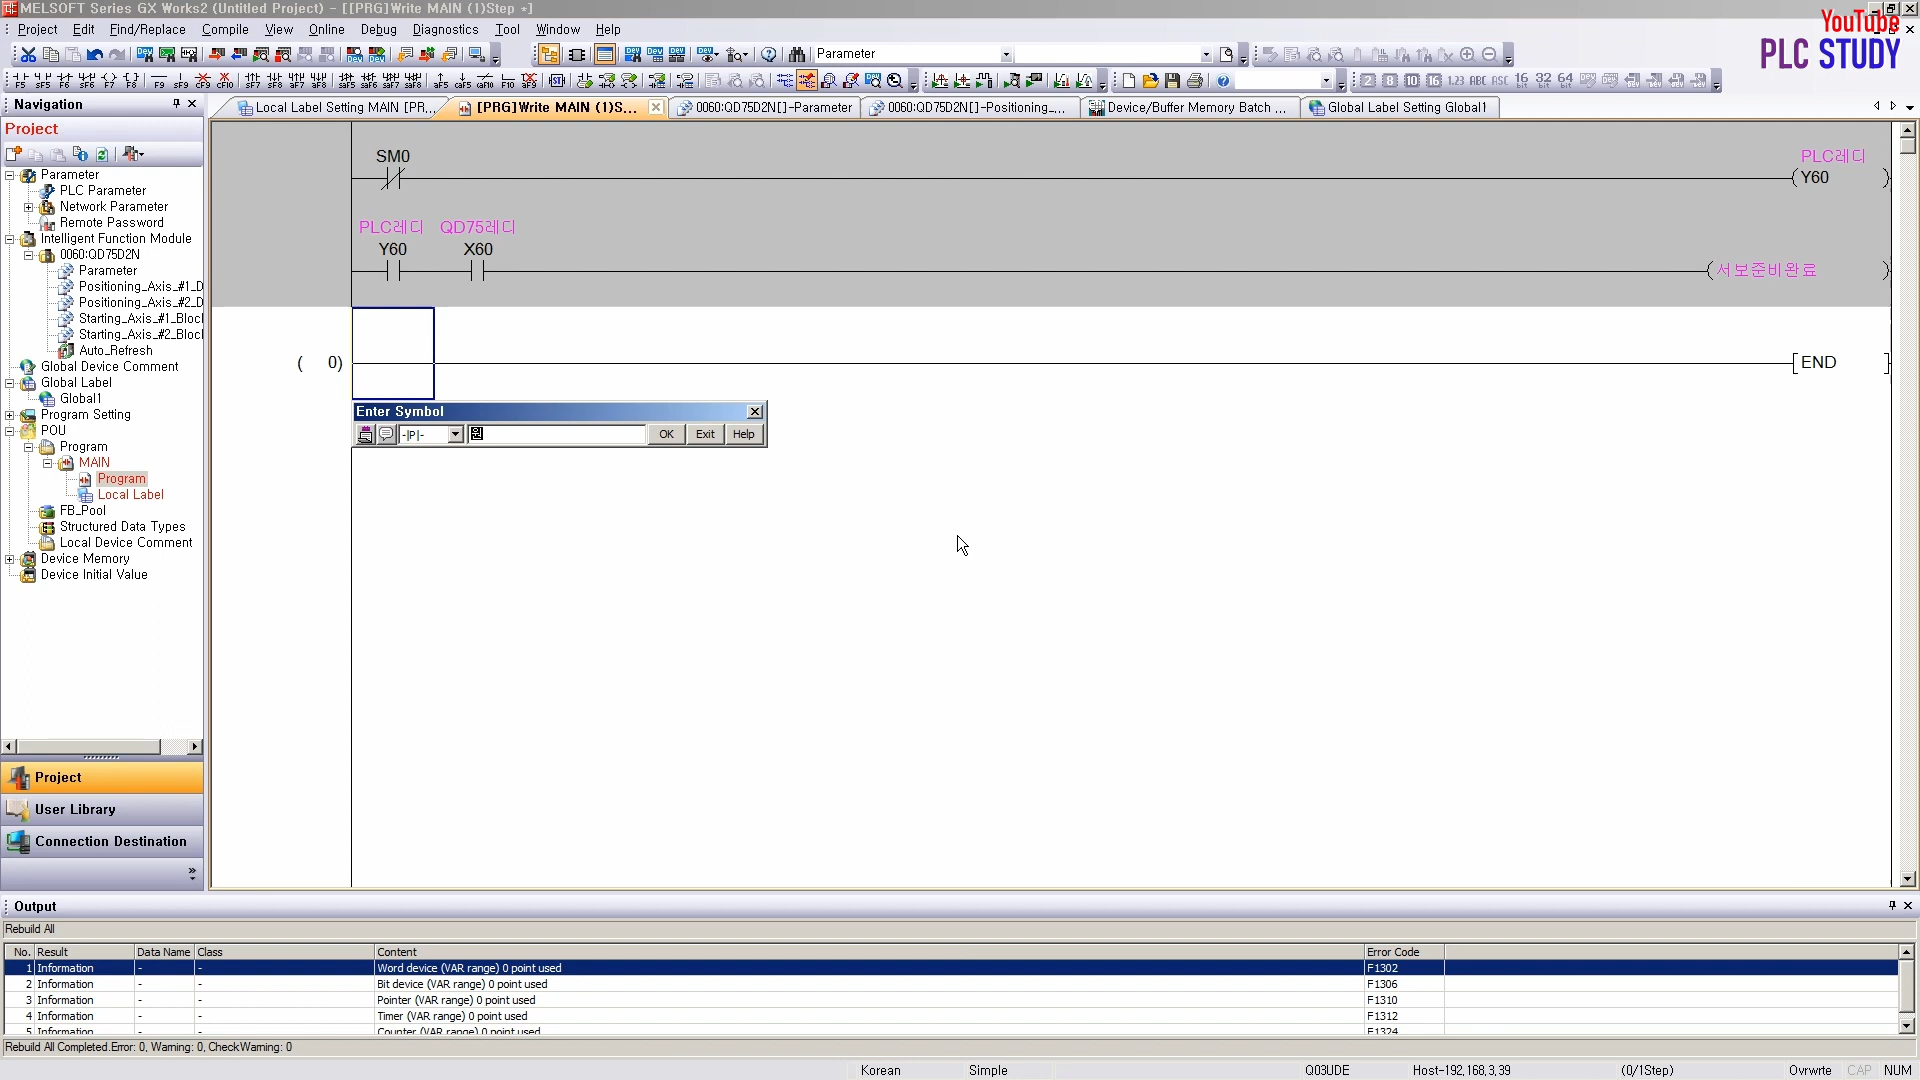 MELSOFT Series GX Works2 (Untitled Project) - [[PRG]Write MAIN (1)Step *]
Project Edit Find/Replace Compile View Online Debug Diagnostics Tool Window Help
YouTube
PLC STUDY
Parameter
Navigation
Local Label Setting MAIN [PR...
[PRG]Write MAIN (1)S...
0060:QD75D2N[]-Parameter
0060:QD75D2N[]-Positioning_...
Device/Buffer Memory Batch ...
Global Label Setting Global1
Project
Parameter
PLC Parameter
Network Parameter
Remote Password
Intelligent Function Module
0060:QD75D2N
Parameter
Positioning_Axis_#1_D
Positioning_Axis_#2_D
Starting_Axis_#1_Bloc
Starting_Axis_#2_Bloc
Auto_Refresh
Global Device Comment
Global Label
Global1
Program Setting
POU
Program
MAIN
Program
Local Label
FB_Pool
Structured Data Types
Local Device Comment
Device Memory
Device Initial Value
SM0
PLC레디
Y60
PLC레디 QD75레디
Y60 X60
서보준비완료
( 0)
END
Enter Symbol
-|P|-
OK Exit Help
Project
User Library
Connection Destination
Output
Rebuild All
No. Result Data Name Class Content Error Code
1 Information - - Word device (VAR range) 0 point used F1302
2 Information - - Bit device (VAR range) 0 point used F1306
3 Information - - Pointer (VAR range) 0 point used F1310
4 Information - - Timer (VAR range) 0 point used F1312
5 Information - - Counter (VAR range) 0 point used F1324
Rebuild All Completed.Error: 0, Warning: 0, CheckWarning: 0
Korean Simple Q03UDE Host-192.168.3.39 (0/1Step) Ovrwrte CAP NUM